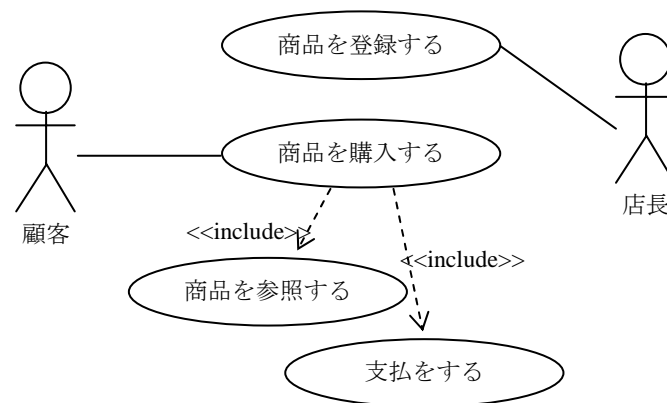 商品を登録する
商品を購入する
店長
顧客
<<include>>
<<include>>
商品を参照する
支払をする